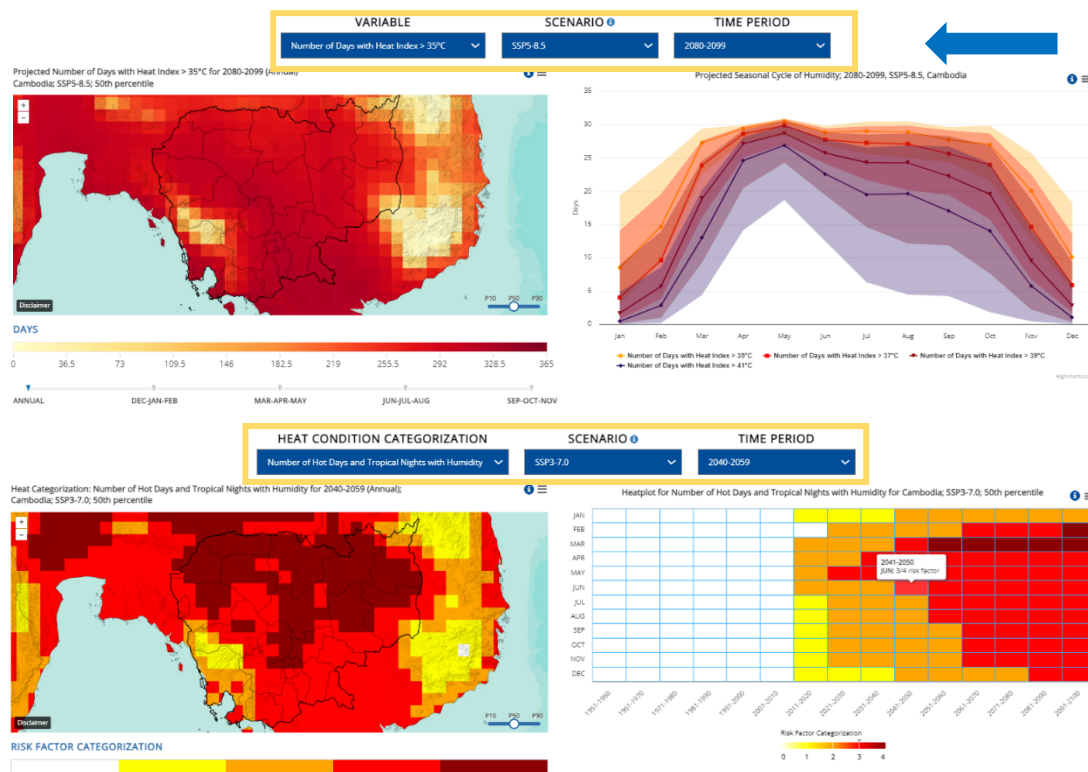 VARIABLE SCENARIO TIME PERIOD
Number of Days with Heat Index > 35°C SSP5-8.5 2080-2099
Projected Number of Days with Heat Index > 35°C for 2080-2099 (Annual)
Cambodia; SSP5-8.5; 50th percentile
+
−
Disclaimer
P10 P50 P90
DAYS
0 36.5 73 109.5 146 182.5 219 255.5 292 328.5 365
ANNUAL DEC-JAN-FEB MAR-APR-MAY JUN-JUL-AUG SEP-OCT-NOV
Projected Seasonal Cycle of Humidity; 2080-2099, SSP5-8.5, Cambodia
35
30
25
20
15
10
5
0
Days
Jan Feb Mar Apr May Jun Jul Aug Sep Oct Nov Dec
Number of Days with Heat Index > 35°C Number of Days with Heat Index > 37°C Number of Days with Heat Index > 39°C
Number of Days with Heat Index > 41°C
HEAT CONDITION CATEGORIZATION SCENARIO TIME PERIOD
Number of Hot Days and Tropical Nights with Humidity SSP3-7.0 2040-2059
Heat Categorization: Number of Hot Days and Tropical Nights with Humidity for 2040-2059 (Annual);
Cambodia; SSP3-7.0; 50th percentile
+
−
Disclaimer
P10 P50 P90
RISK FACTOR CATEGORIZATION
Heatplot for Number of Hot Days and Tropical Nights with Humidity for Cambodia; SSP3-7.0; 50th percentile
JAN
FEB
MAR
APR
MAY
JUN
JUL
AUG
SEP
OCT
NOV
DEC
2041-2050
JUN: 3/4 risk factor
1951-1960 1961-1970 1971-1980 1981-1990 1991-2000 2001-2010 2011-2020 2021-2030 2031-2040 2041-2050 2051-2060 2061-2070 2071-2080 2081-2090 2091-2100
Risk Factor Categorization
0 1 2 3 4